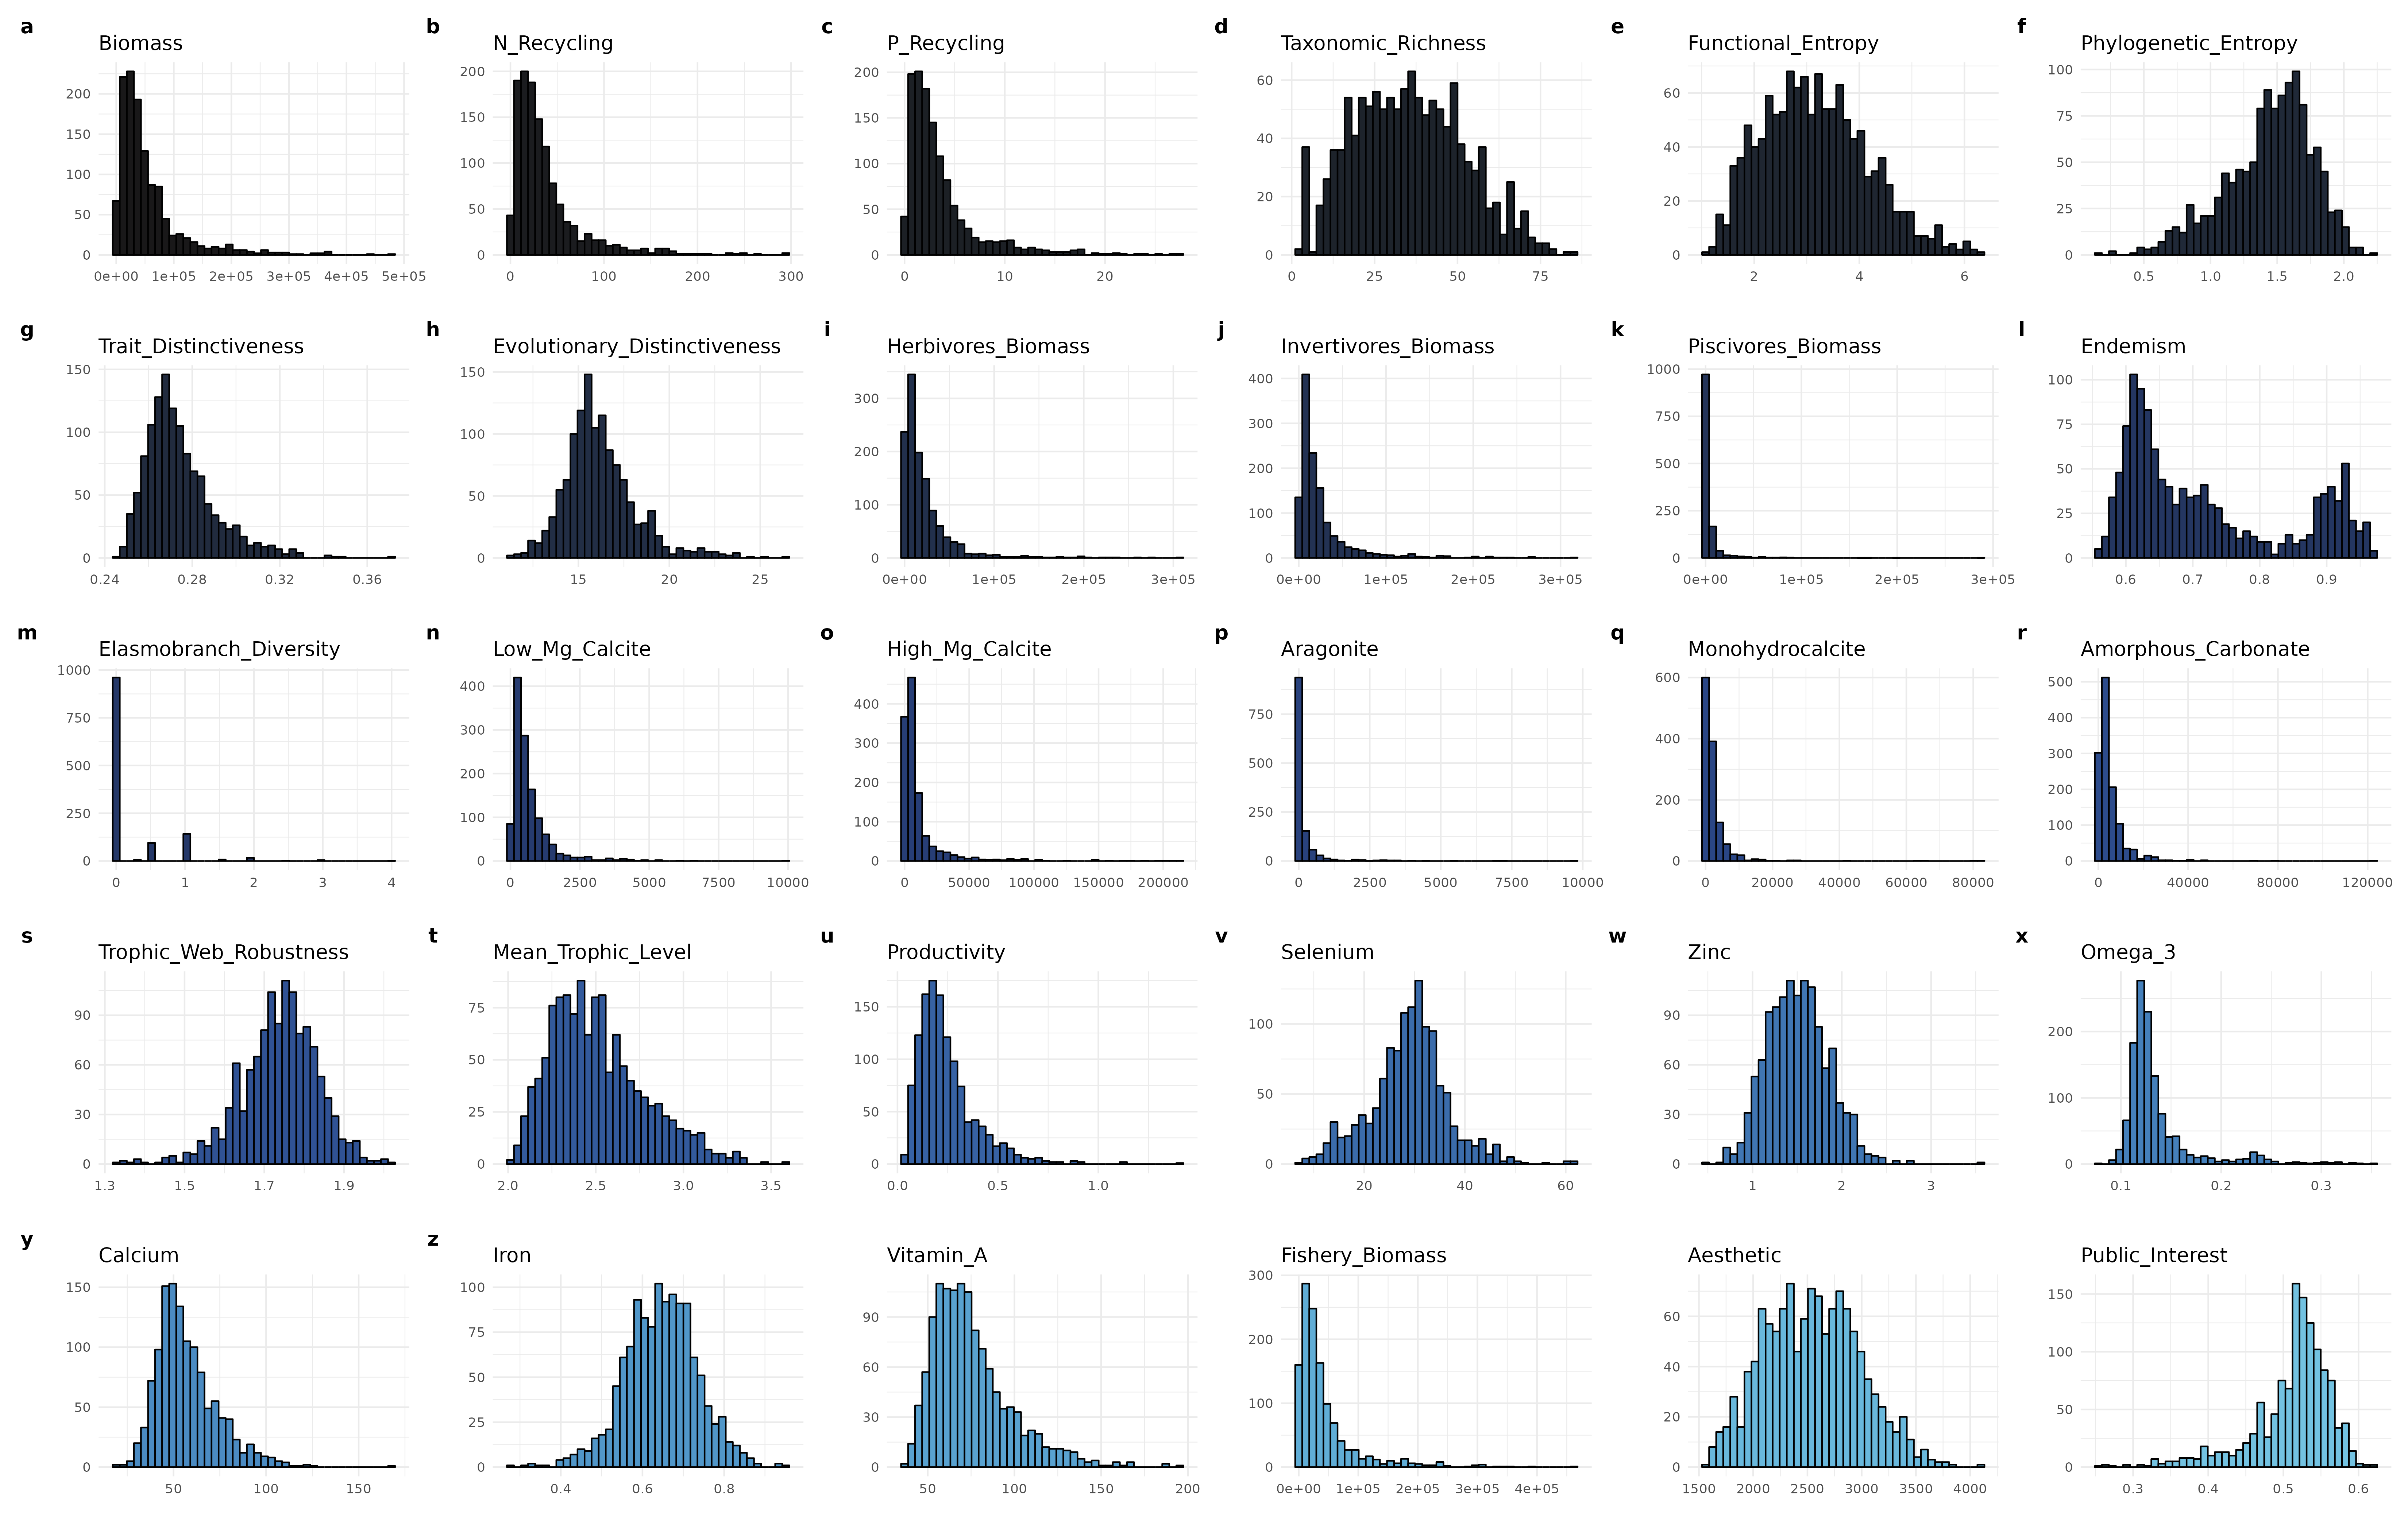 a b c d e f
Biomass N_Recycling P_Recycling Taxonomic_Richness Functional_Entropy Phylogenetic_Entropy
200 150 100 50 0
0e+00 1e+05 2e+05 3e+05 4e+05 5e+05
200 150 100 50 0
0 100 200 300
200 150 100 50 0
0 10 20
60 40 20 0
0 25 50 75
60 40 20 0
2 4 6
100 75 50 25 0
0.5 1.0 1.5 2.0
g h i j k l
Trait_Distinctiveness Evolutionary_Distinctiveness Herbivores_Biomass Invertivores_Biomass Piscivores_Biomass Endemism
150 100 50 0
0.24 0.28 0.32 0.36
150 100 50 0
15 20 25
300 200 100 0
0e+00 1e+05 2e+05 3e+05
400 300 200 100 0
0e+00 1e+05 2e+05 3e+05
1000 750 500 250 0
0e+00 1e+05 2e+05 3e+05
100 75 50 25 0
0.6 0.7 0.8 0.9
m n o p q r
Elasmobranch_Diversity Low_Mg_Calcite High_Mg_Calcite Aragonite Monohydrocalcite Amorphous_Carbonate
1000 750 500 250 0
0 1 2 3 4
400 300 200 100 0
0 2500 5000 7500 10000
400 300 200 100 0
0 50000 100000 150000 200000
750 500 250 0
0 2500 5000 7500 10000
600 400 200 0
0 20000 40000 60000 80000
500 400 300 200 100 0
0 40000 80000 120000
s t u v w x
Trophic_Web_Robustness Mean_Trophic_Level Productivity Selenium Zinc Omega_3
90 60 30 0
1.3 1.5 1.7 1.9
75 50 25 0
2.0 2.5 3.0 3.5
150 100 50 0
0.0 0.5 1.0
100 50 0
20 40 60
90 60 30 0
1 2 3
200 100 0
0.1 0.2 0.3
y z
Calcium Iron Vitamin_A Fishery_Biomass Aesthetic Public_Interest
150 100 50 0
50 100 150
100 75 50 25 0
0.4 0.6 0.8
90 60 30 0
50 100 150 200
300 200 100 0
0e+00 1e+05 2e+05 3e+05 4e+05
60 40 20 0
1500 2000 2500 3000 3500 4000
150 100 50 0
0.3 0.4 0.5 0.6